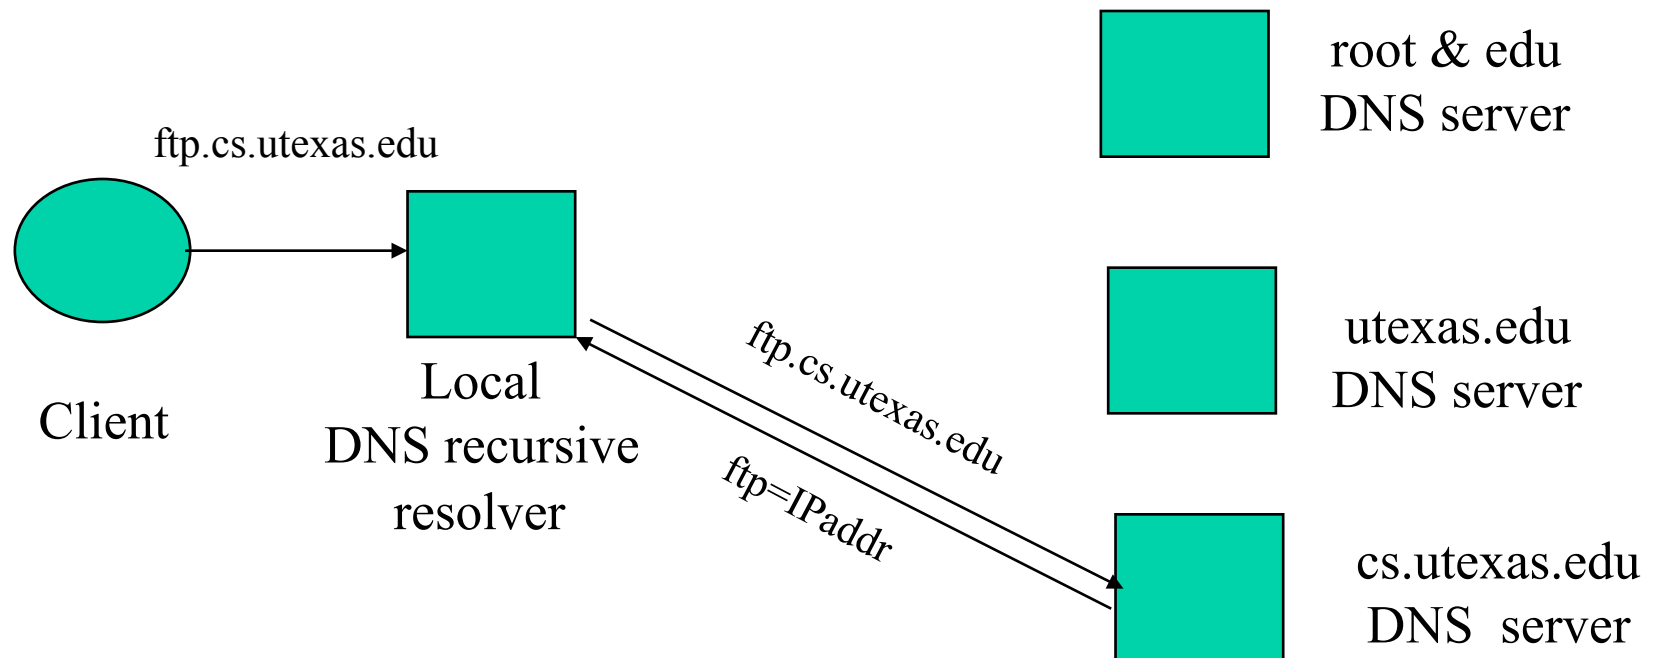 ftp.cs.utexas.edu
Client
Local
DNS recursive
resolver
ftp.cs.utexas.edu
ftp=IPaddr
root & edu
DNS server
utexas.edu
DNS server
cs.utexas.edu
DNS server